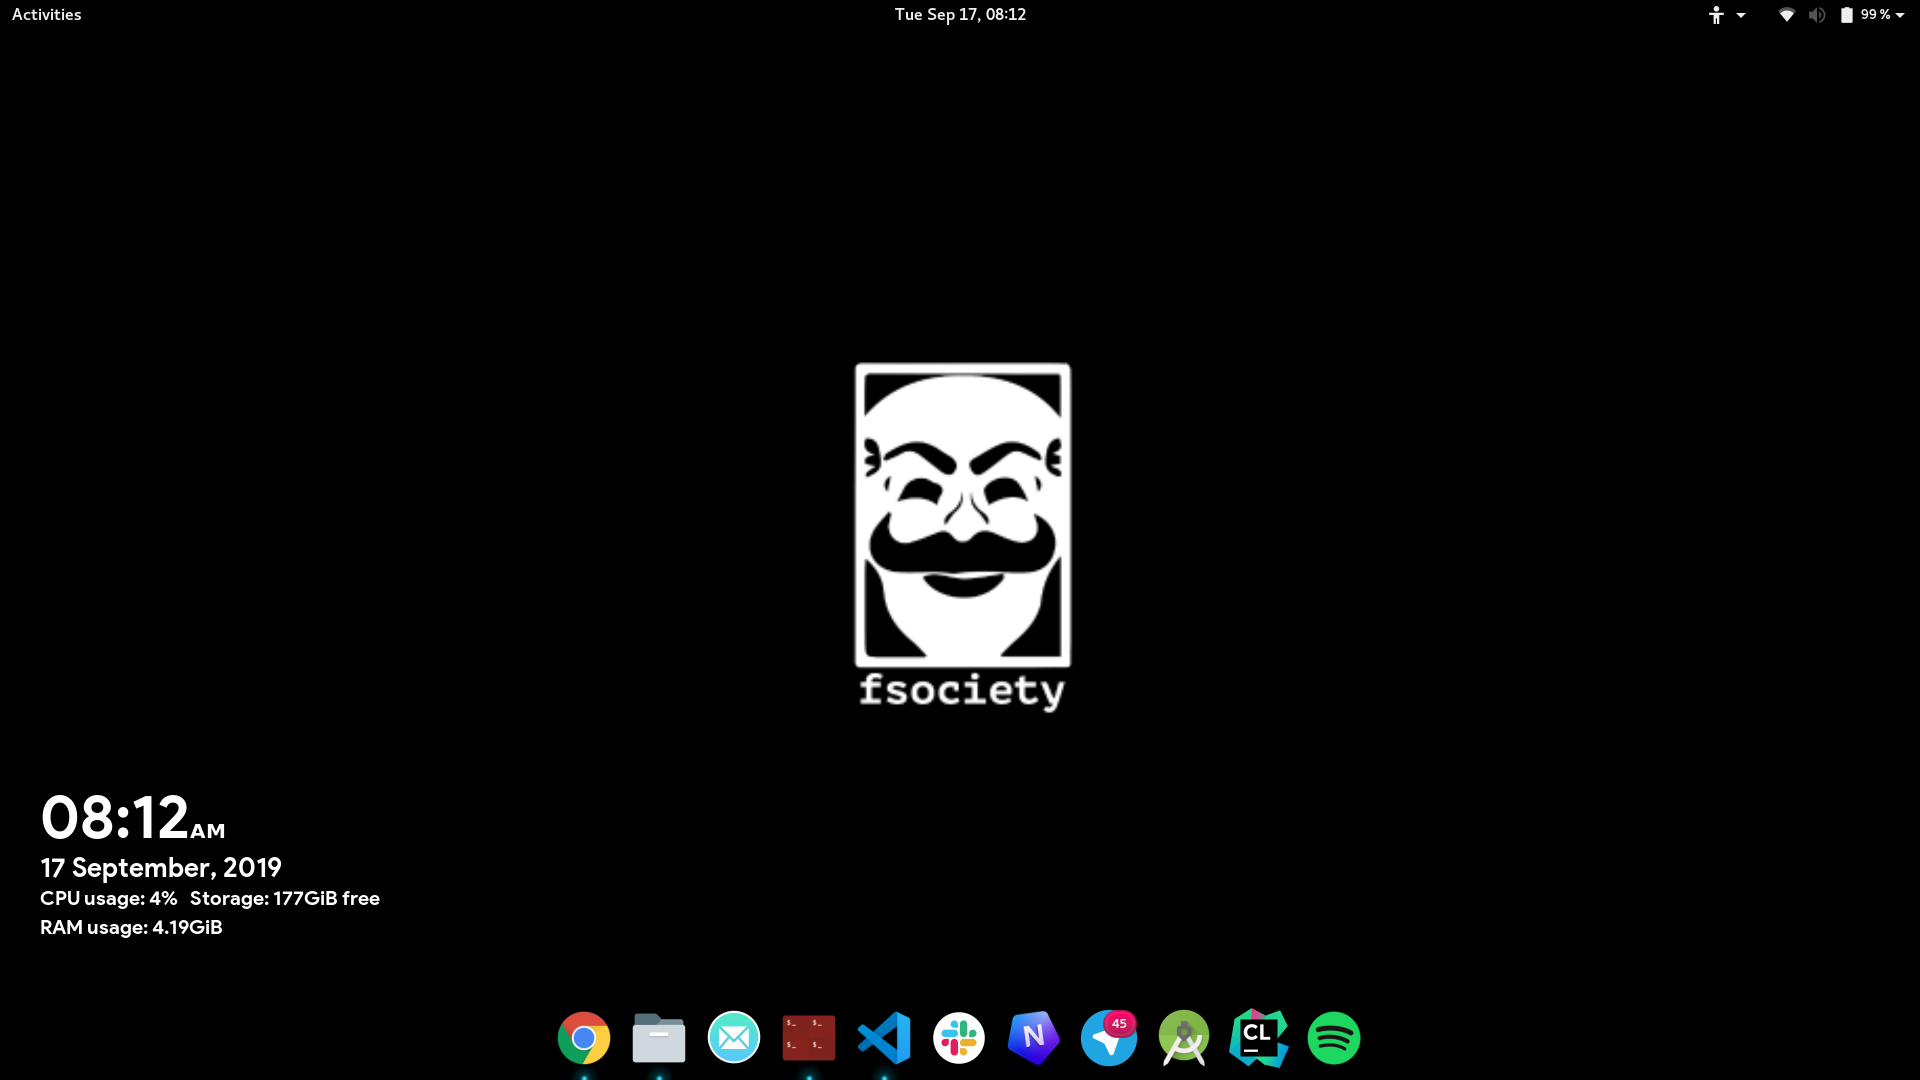 Activities
Tue Sep 17, 08:12
99 %
fsociety
08:12AM
17 September, 2019
CPU usage: 4% Storage: 177GiB free
RAM usage: 4.19GiB
$_ $_
$_ $_
N
45
CL